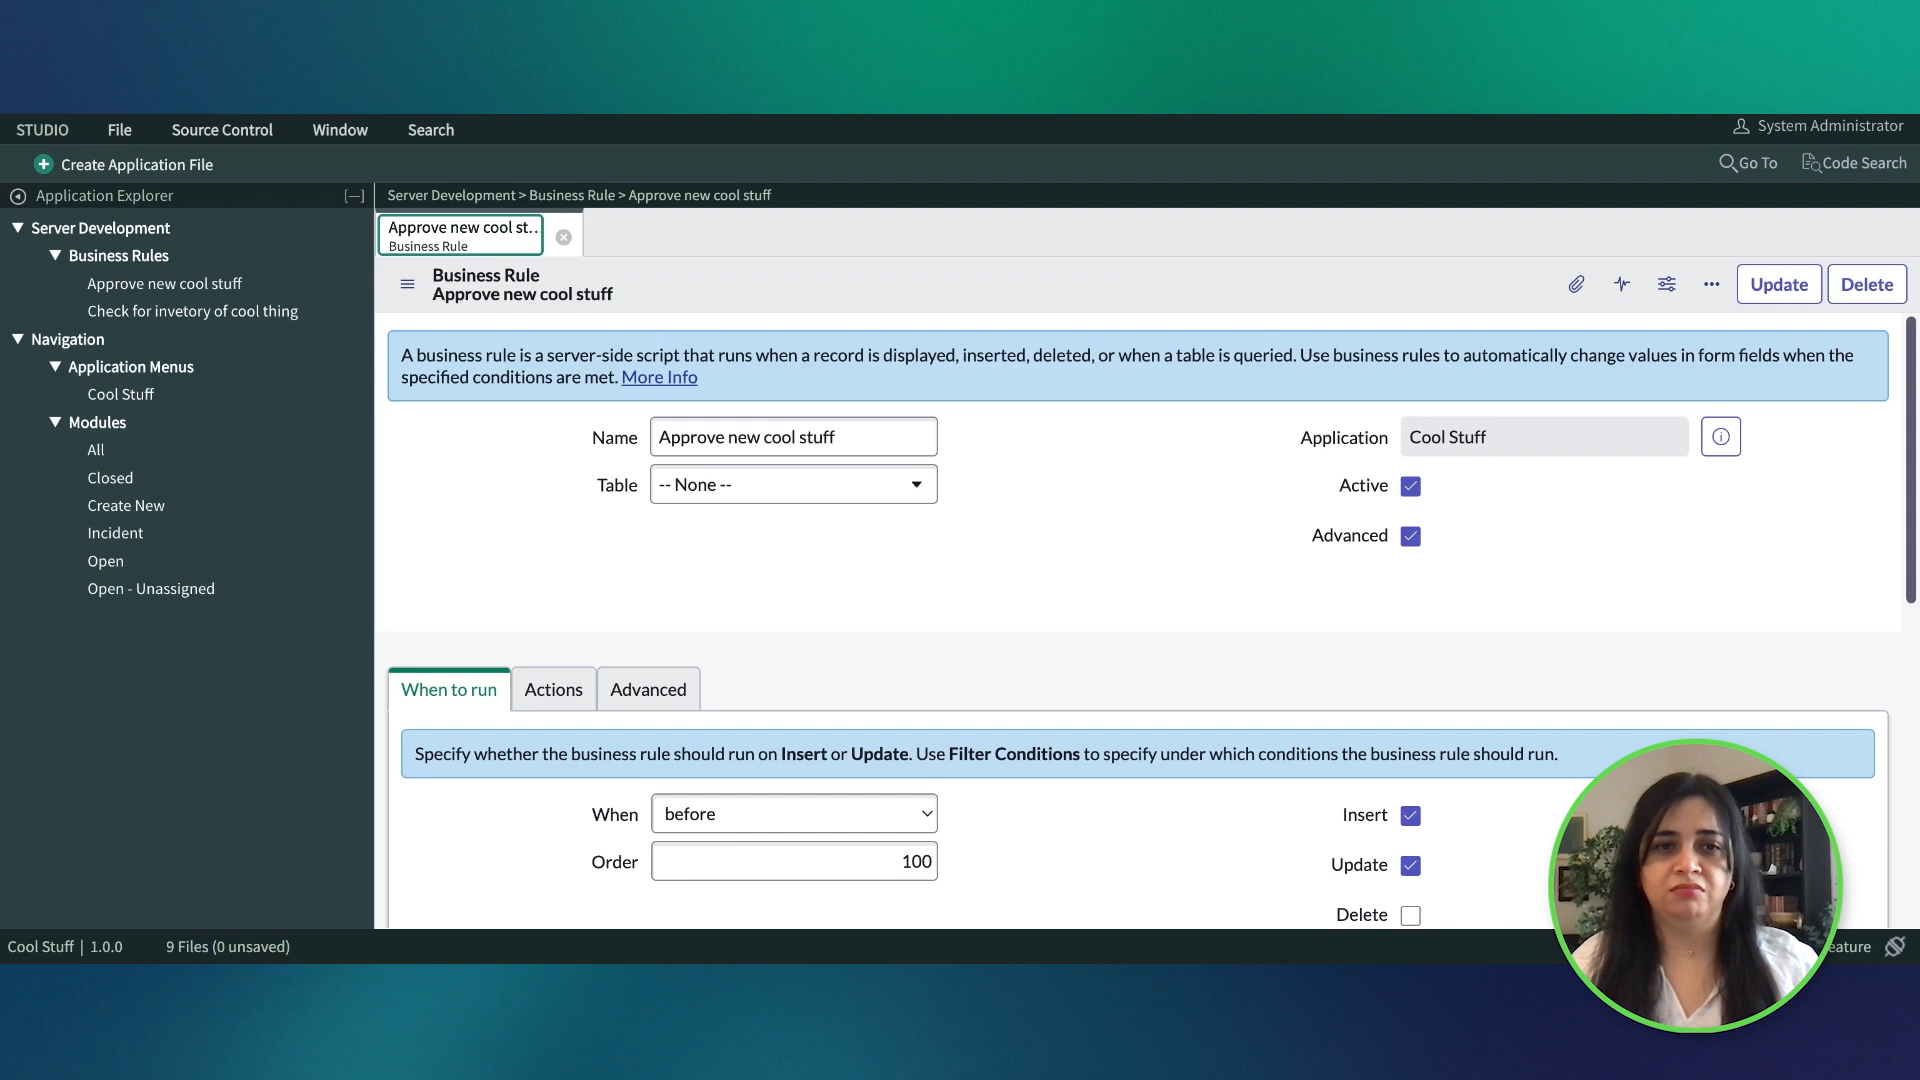 STUDIO File Source Control Window Search System Administrator
Create Application File Go To Code Search
Application Explorer [—] Server Development > Business Rule > Approve new cool stuff
Server Development
Business Rules
Approve new cool stuff
Check for invetory of cool thing
Navigation
Application Menus
Cool Stuff
Modules
All
Closed
Create New
Incident
Open
Open - Unassigned
Approve new cool st...
Business Rule
Business Rule
Approve new cool stuff
Update Delete
A business rule is a server-side script that runs when a record is displayed, inserted, deleted, or when a table is queried. Use business rules to automatically change values in form fields when the
specified conditions are met. More Info
Name Approve new cool stuff Application Cool Stuff
Table -- None -- Active
Advanced
When to run Actions Advanced
Specify whether the business rule should run on Insert or Update. Use Filter Conditions to specify under which conditions the business rule should run.
When before Insert
Order 100 Update
Delete
Cool Stuff | 1.0.0 9 Files (0 unsaved) eature